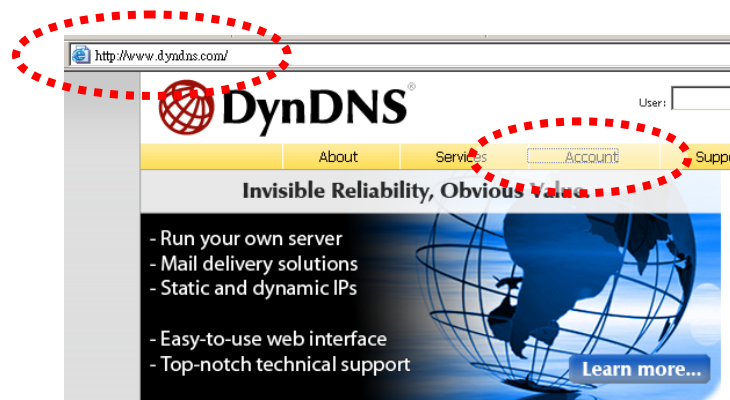 http://www.dyndns.com/
DynDNS®
User:
About Services Account Suppo
Invisible Reliability, Obvious Value.
- Run your own server
- Mail delivery solutions
- Static and dynamic IPs
- Easy-to-use web interface
- Top-notch technical support
Learn more...